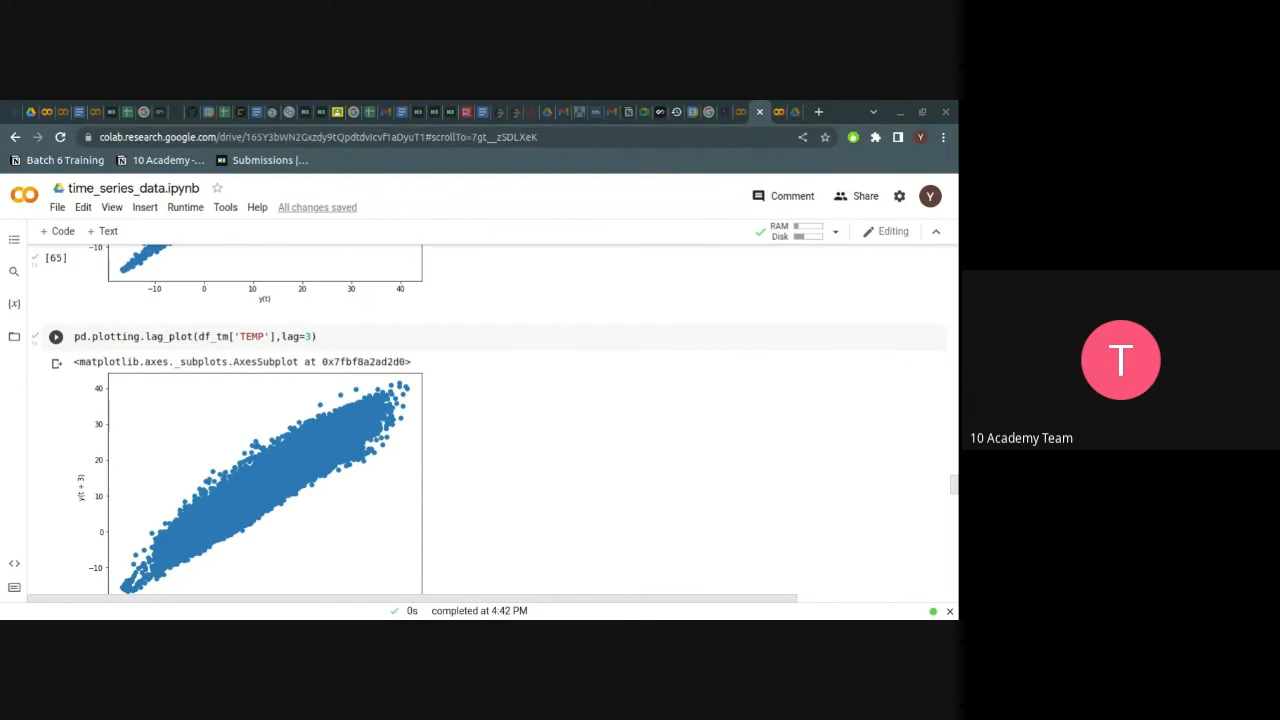 colab.research.google.com/drive/165Y3bWN2Gxzdy9tQpdtdvIcvf1aDyuT1#scrollTo=7gt__zSDLXeK
Batch 6 Training
10 Academy -...
Submissions |...
time_series_data.ipynb
File Edit View Insert Runtime Tools Help All changes saved
Comment
Share
Y
+ Code + Text
RAM
Disk
Editing
[65]
−10
−10 0 10 20 30 40
y(t)
pd.plotting.lag_plot(df_tm['TEMP'],lag=3)
<matplotlib.axes._subplots.AxesSubplot at 0x7fbf8a2ad2d0>
40
30
20
10
0
−10
y(t + 3)
0s completed at 4:42 PM
T
10 Academy Team